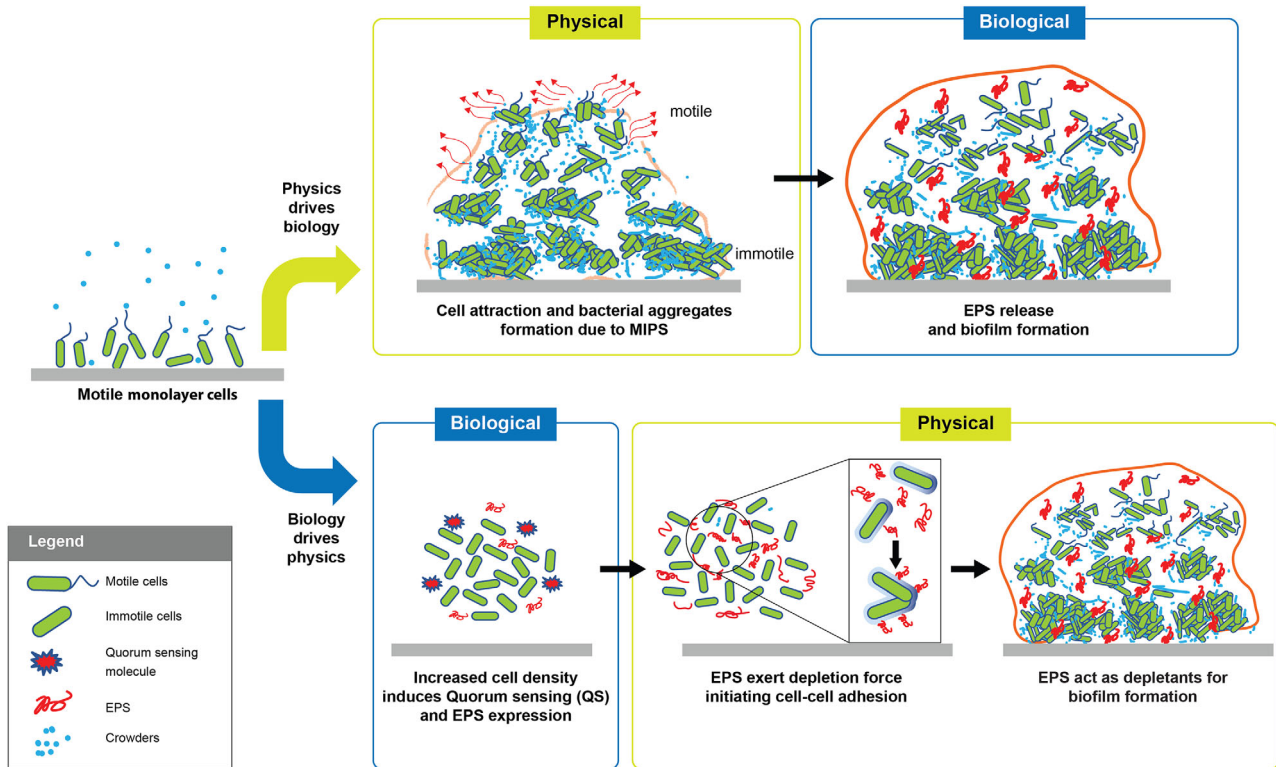 Physical
Biological
motile
immotile
Physics
drives
biology
Cell attraction and bacterial aggregates
formation due to MIPS
EPS release
and biofilm formation
Motile monolayer cells
Biological
Physical
Biology
drives
physics
Increased cell density
induces Quorum sensing (QS)
and EPS expression
EPS exert depletion force
initiating cell-cell adhesion
EPS act as depletants for
biofilm formation
Legend
Motile cells
Immotile cells
Quorum sensing
molecule
EPS
Crowders